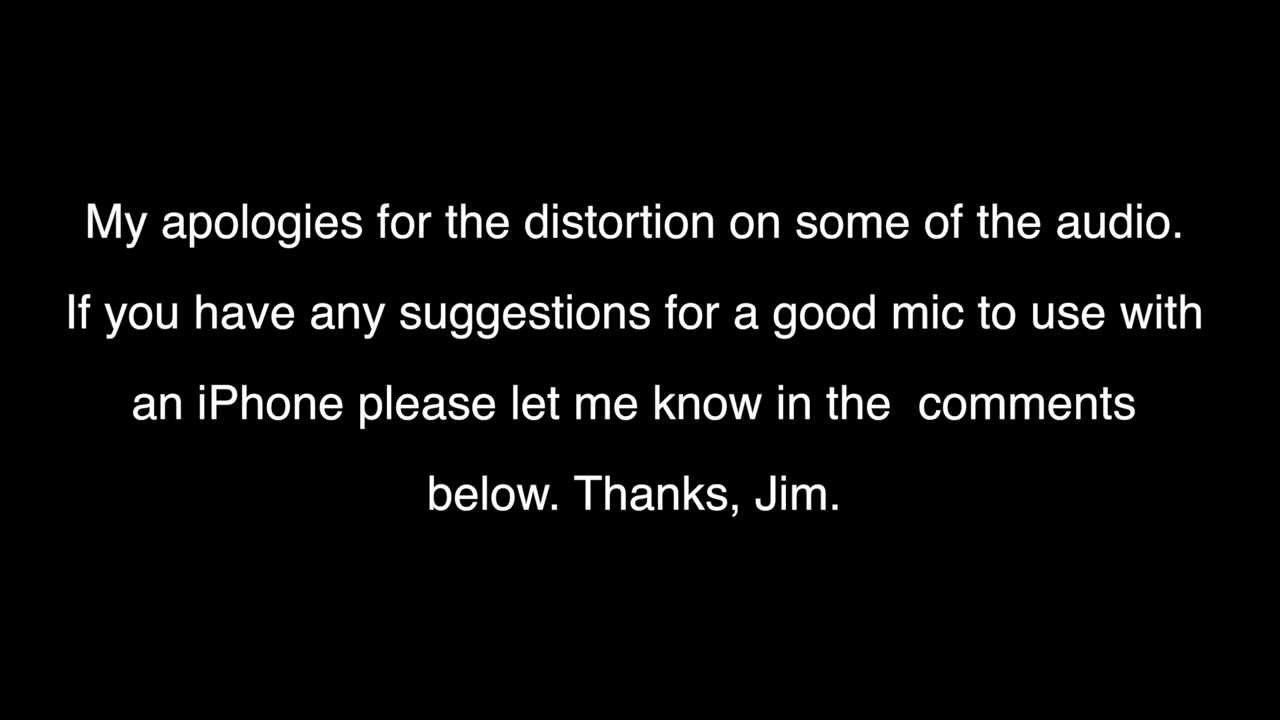 My apologies for the distortion on some of the audio.
If you have any suggestions for a good mic to use with
an iPhone please let me know in the  comments
below. Thanks, Jim.